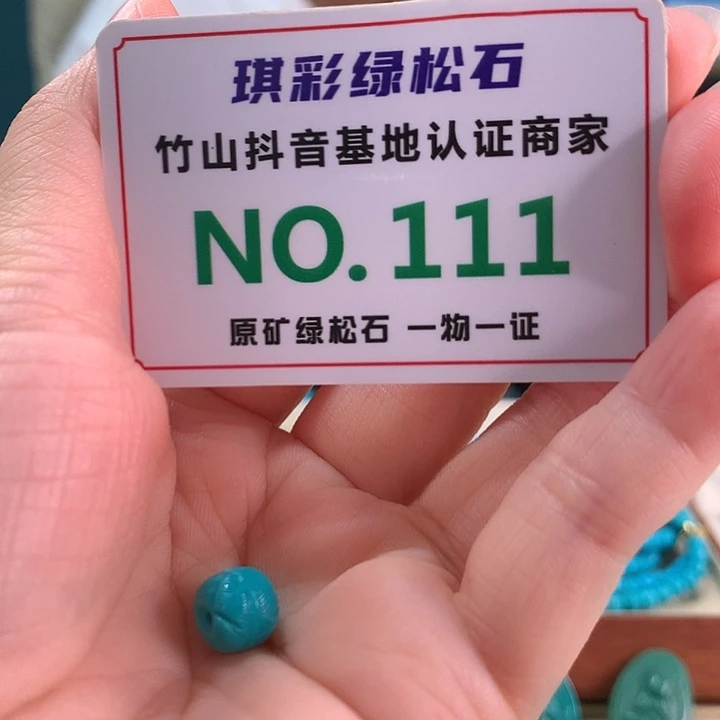 琪彩绿松石
竹山抖音基地认证商家
NO.111
原矿绿松石 一物一证